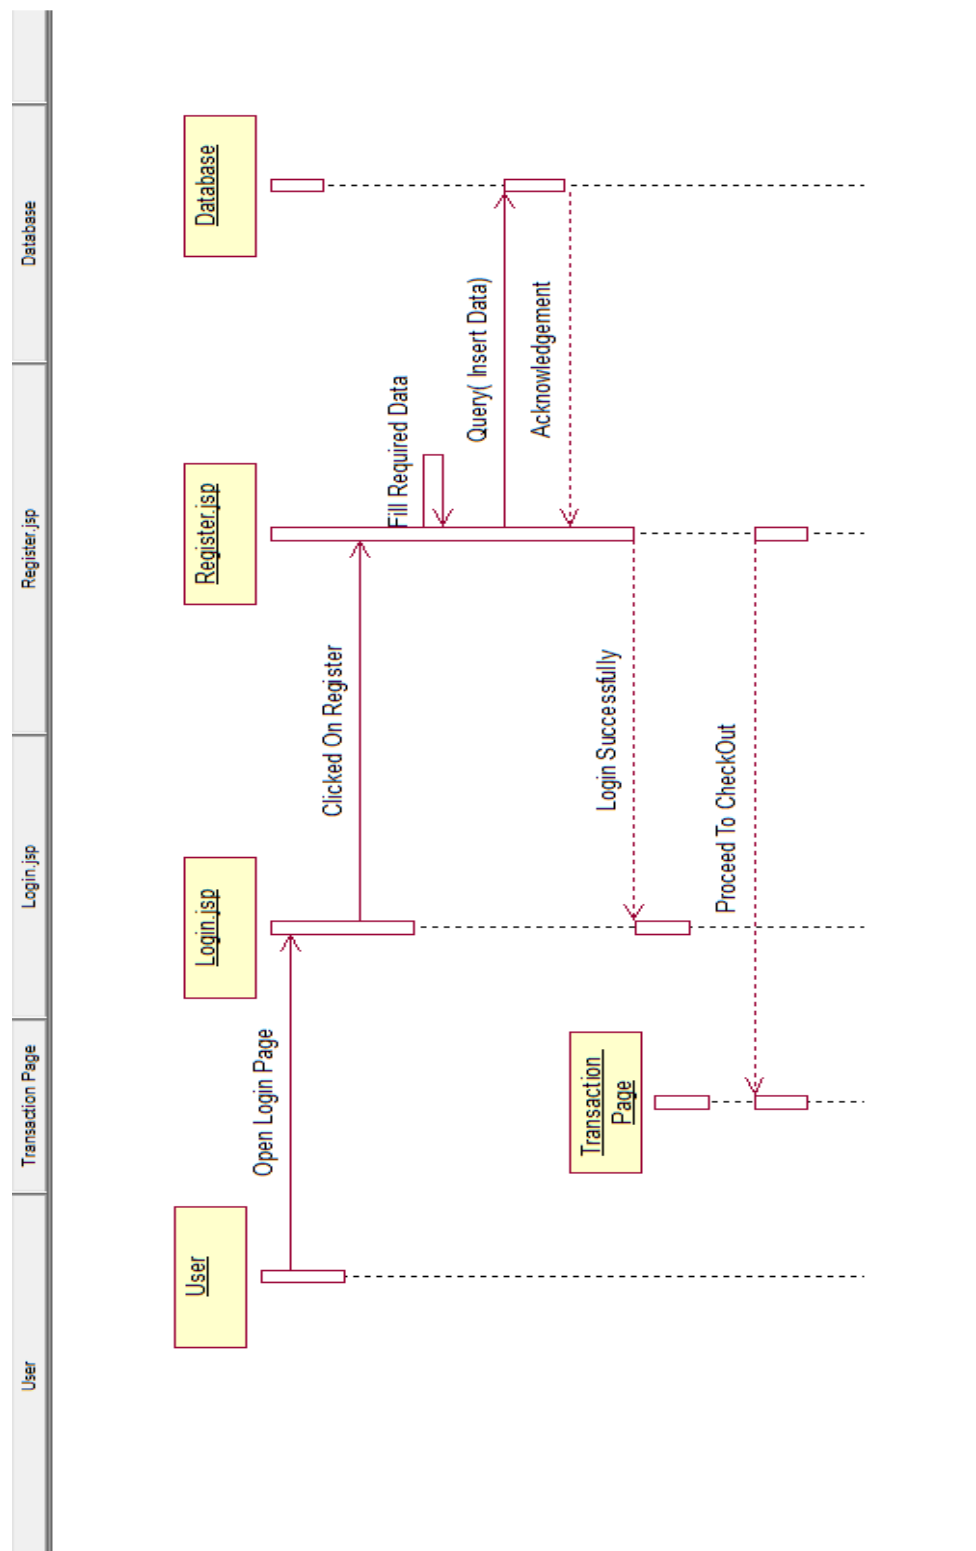 User
Transaction Page
Login.jsp
Register.jsp
Database
User
Login.jsp
Register.jsp
Database
Open Login Page
Clicked On Register
Fill Required Data
Query( Insert Data)
Acknowledgement
Transaction
Page
Login Successfully
Proceed To CheckOut